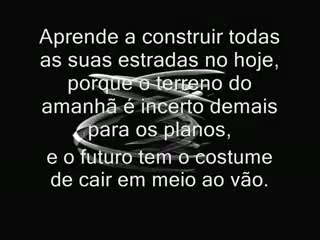 Aprende a construir todas
as suas estradas no hoje,
porque o terreno do
amanhã é incerto demais
para os planos,
e o futuro tem o costume
de cair em meio ao vão.